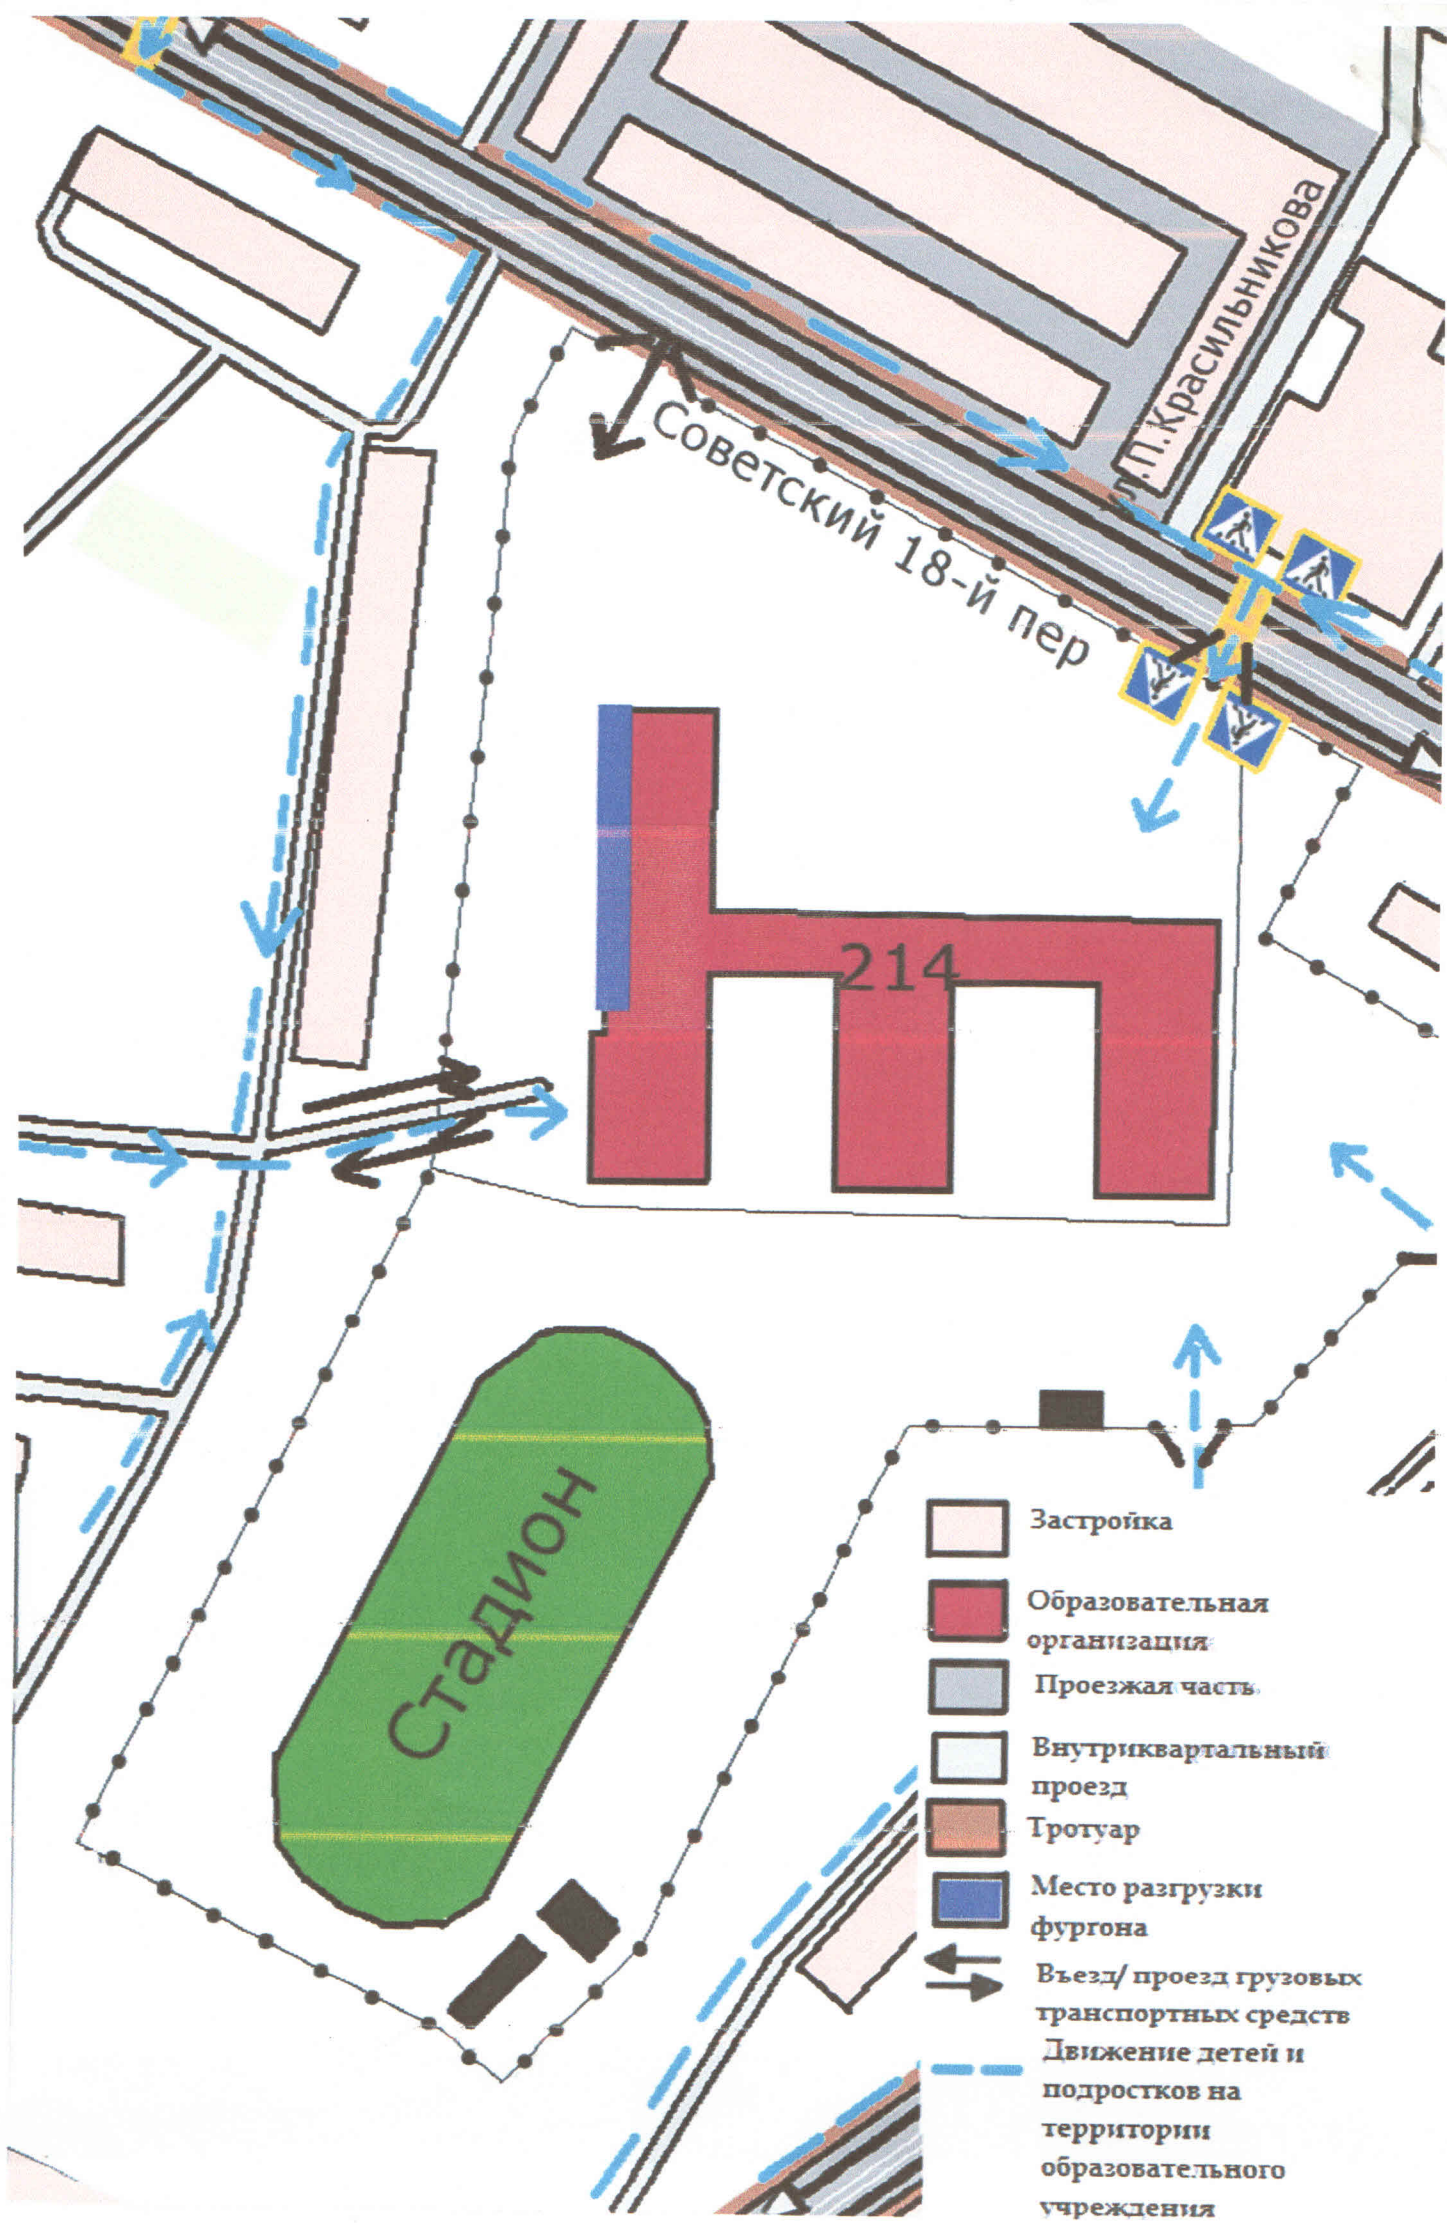 ул.П.Красильникова
Советский 18-й пер
214
Стадион
Застройка
Образовательная
организация
Проезжая часть
Внутриквартальный
проезд
Тротуар
Место разгрузки
фургона
Въезд/ проезд грузовых
транспортных средств
Движение детей и
подростков на
территории
образовательного
учреждения